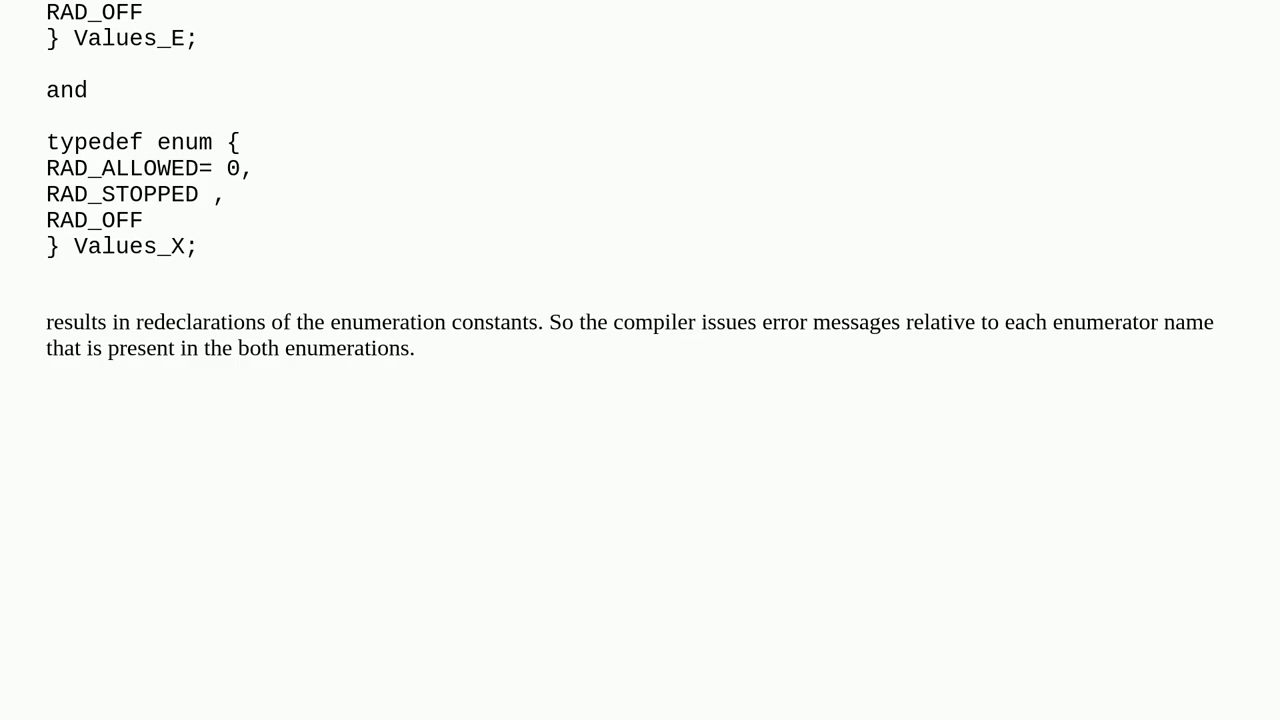 RAD_OFF
} Values_E;
and
typedef enum {
RAD_ALLOWED= 0,
RAD_STOPPED ,
RAD_OFF
} Values_X;
results in redeclarations of the enumeration constants. So the compiler issues error messages relative to each enumerator name
that is present in the both enumerations.